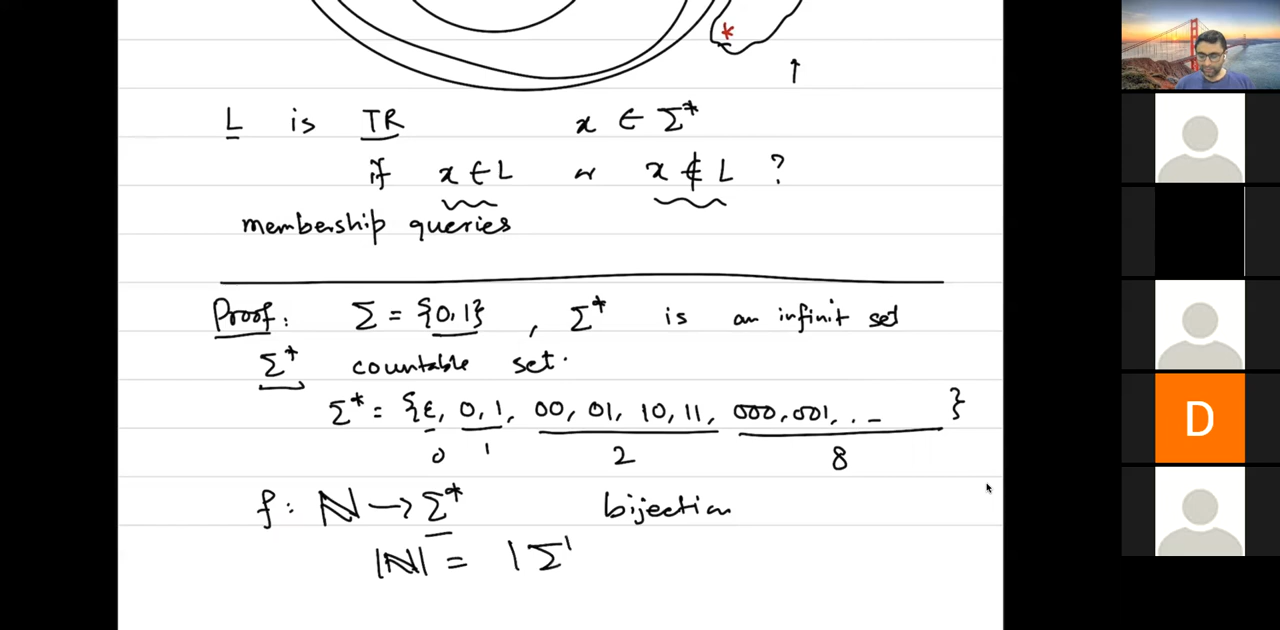 L is TR x ∈ Σ*
if x ∈ L or x ∉ L ?
membership queries
Proof: Σ = {0,1} , Σ* is an infinit set
Σ* countable set.
Σ* = {ε, 0, 1, 00, 01, 10, 11, 000, 001, . . _ }
0 1 2 8
f: ℕ → Σ* bijection
|ℕ| = |Σ'
D